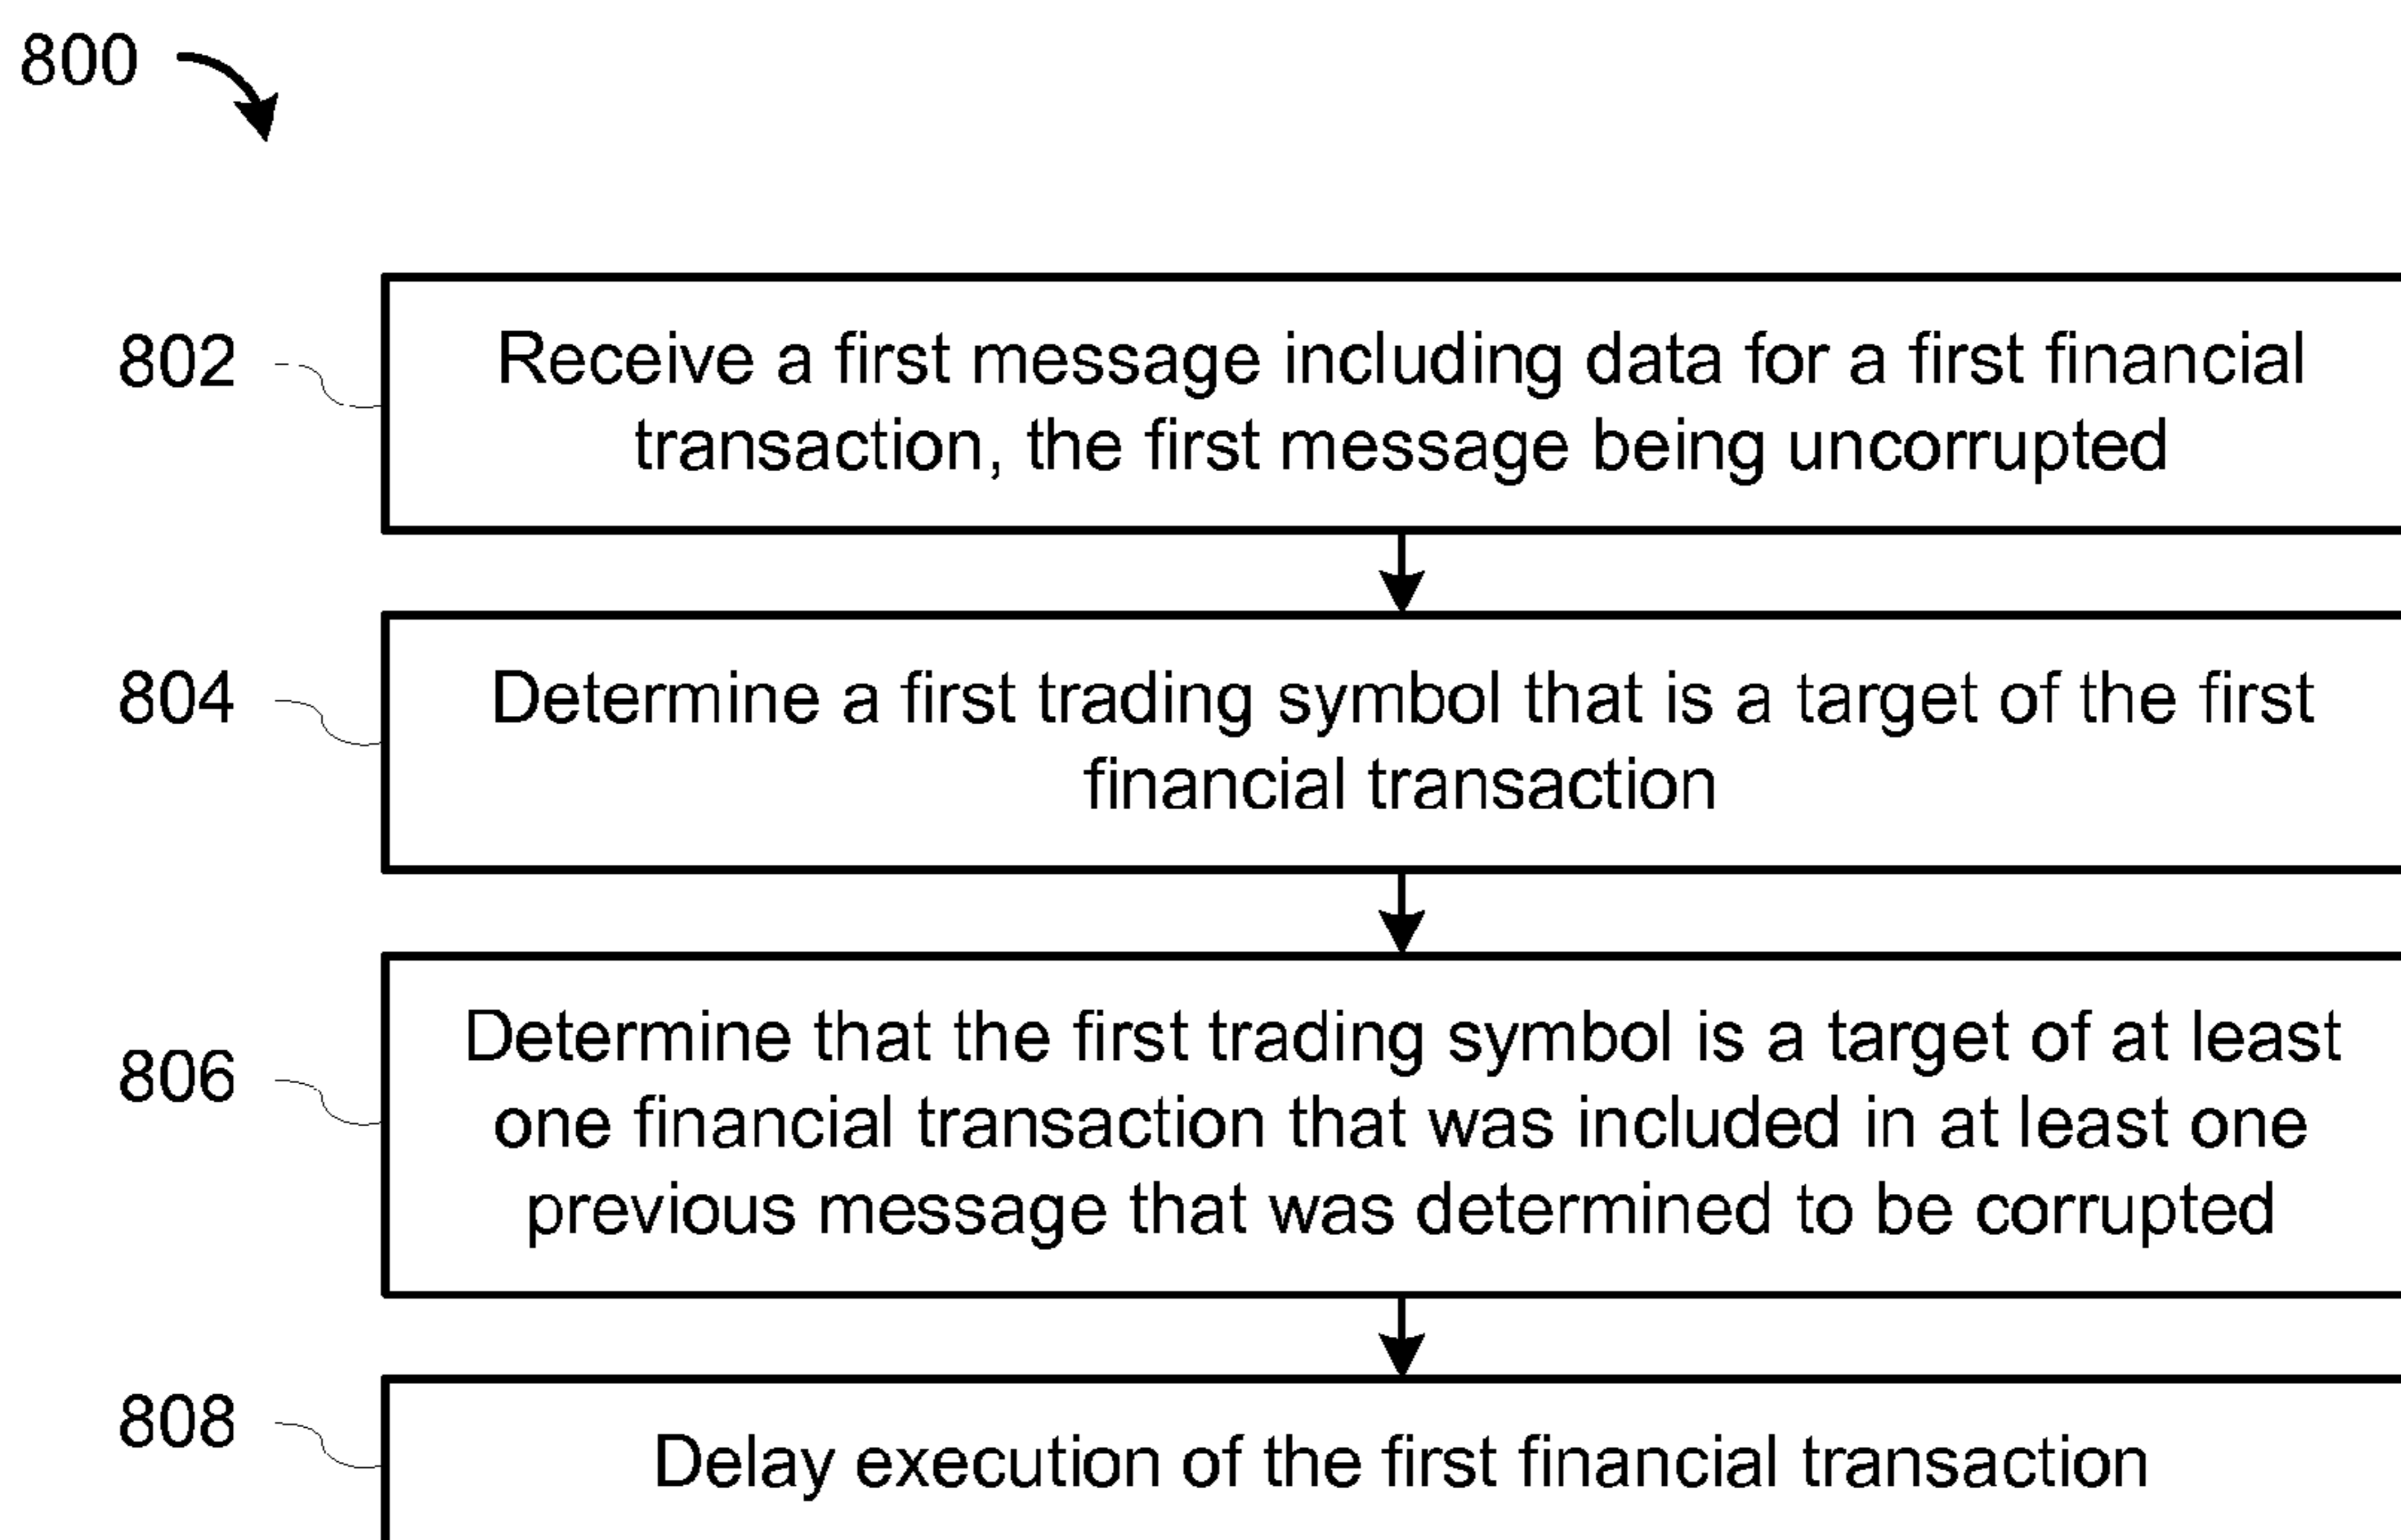 800
802
Receive a first message including data for a first financial
transaction, the first message being uncorrupted
804
Determine a first trading symbol that is a target of the first
financial transaction
806
Determine that the first trading symbol is a target of at least
one financial transaction that was included in at least one
previous message that was determined to be corrupted
808
Delay execution of the first financial transaction